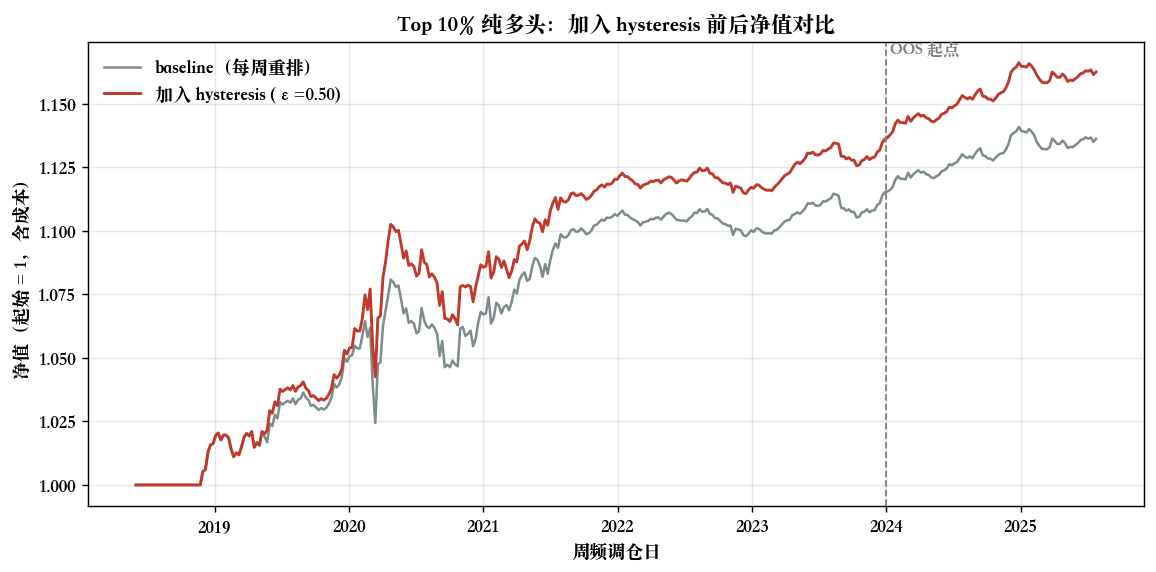 Top 10% 纯多头：加入 hysteresis 前后净值对比
OOS 起点
baseline（每周重排）
加入 hysteresis ( ε =0.50)
净值（起始 = 1，含成本）
1.150
1.125
1.100
1.075
1.050
1.025
1.000
2019
2020
2021
2022
2023
2024
2025
周频调仓日